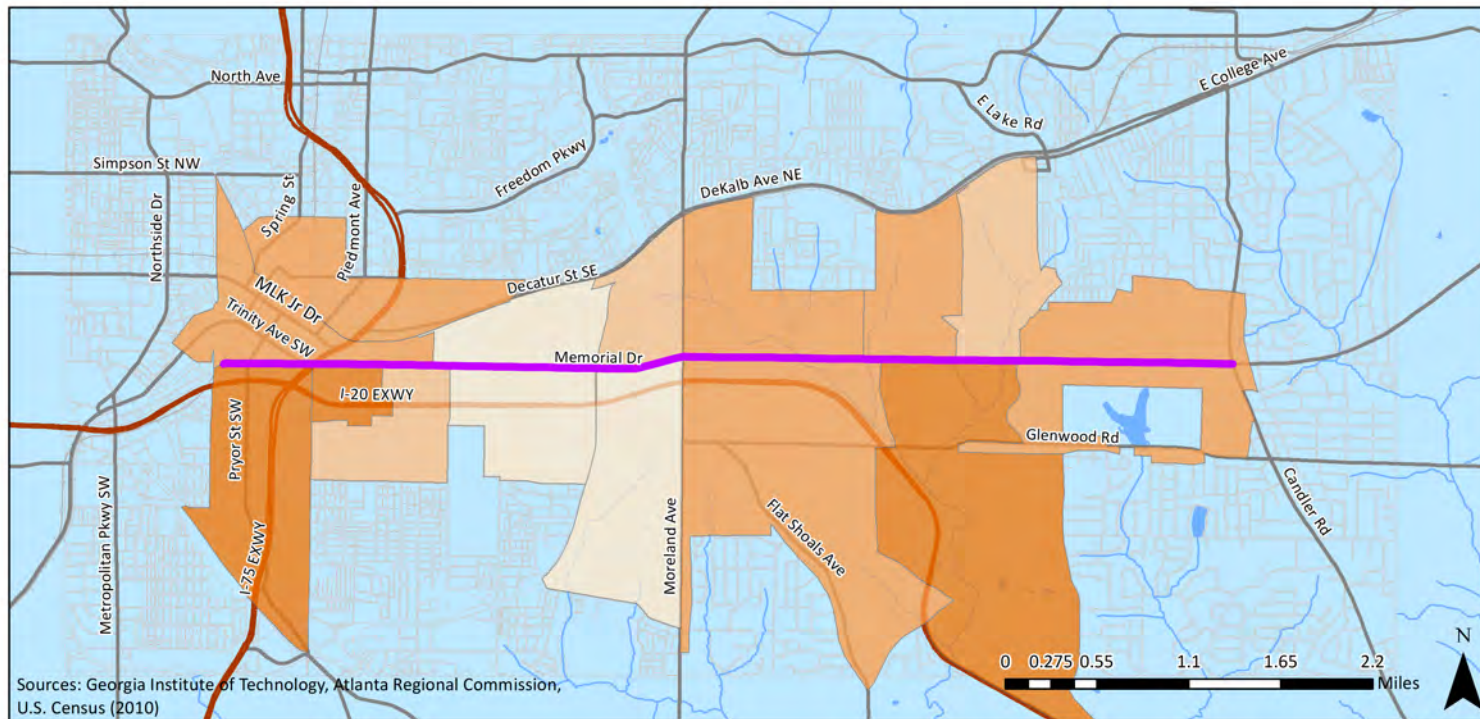 North Ave
E College Ave
E Lake Rd
Simpson St NW
Freedom Pkwy
Spring St
DeKalb Ave NE
Northside Dr
Piedmont Ave
Decatur St SE
MLK Jr Dr
Trinity Ave SW
Memorial Dr
I-20 EXWY
Pryor St SW
Glenwood Rd
Metropolitan Pkwy SW
I-75 EXWY
Moreland Ave
Flat Shoals Ave
Candler Rd
N
0 0.275 0.55 1.1 1.65 2.2
Miles
Sources: Georgia Institute of Technology, Atlanta Regional Commission,
U.S. Census (2010)